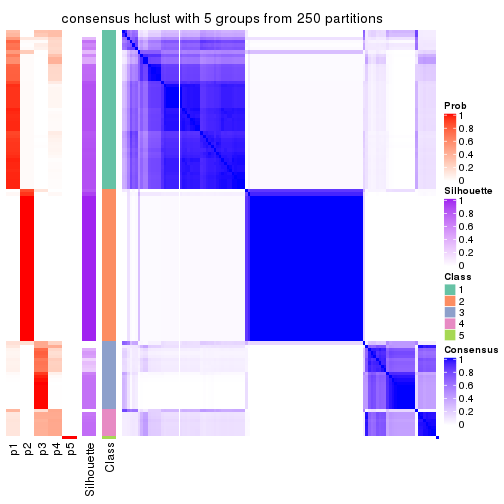 consensus hclust with 5 groups from 250 partitions
Prob
1
0.8
0.6
0.4
0.2
0
Silhouette
1
0.8
0.6
0.4
0.2
0
Class
1
2
3
4
5
Consensus
1
0.8
0.6
0.4
0.2
0
p1
p2
p3
p4
p5
Silhouette
Class